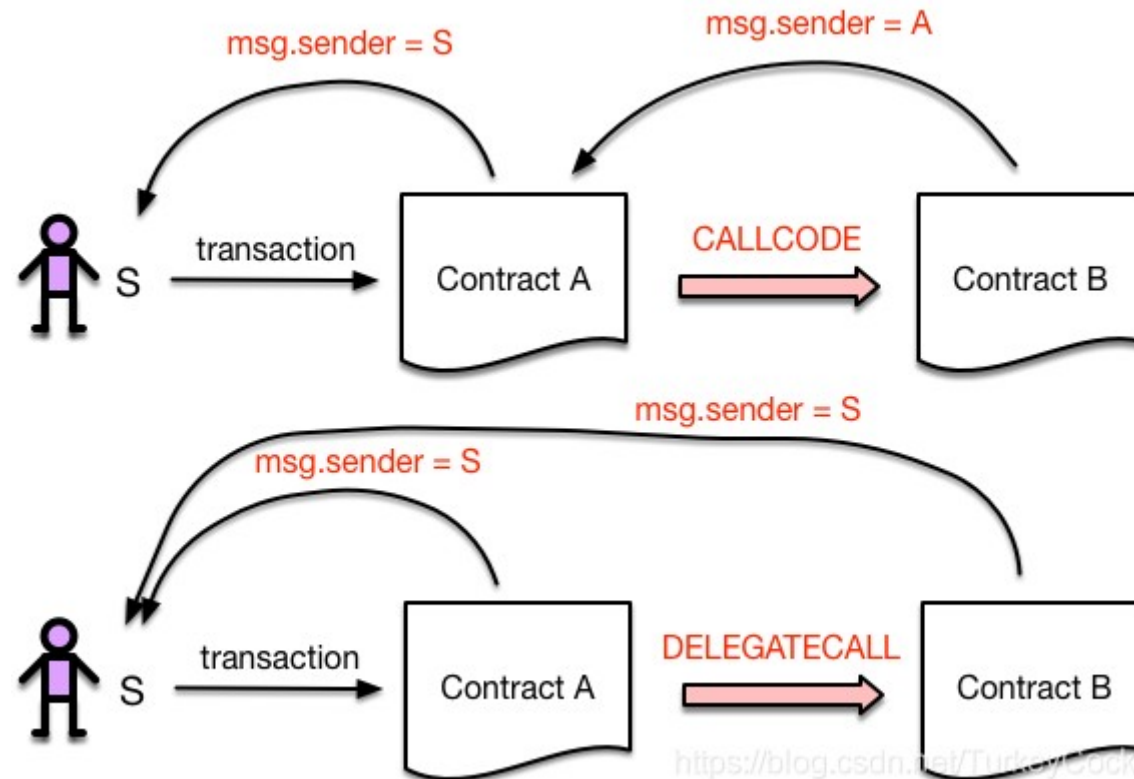 msg.sender = S
msg.sender = A
S
transaction
Contract A
CALLCODE
Contract B
msg.sender = S
msg.sender = S
S
transaction
Contract A
DELEGATECALL
Contract B
https://blog.csdn.net/TurkeyCock